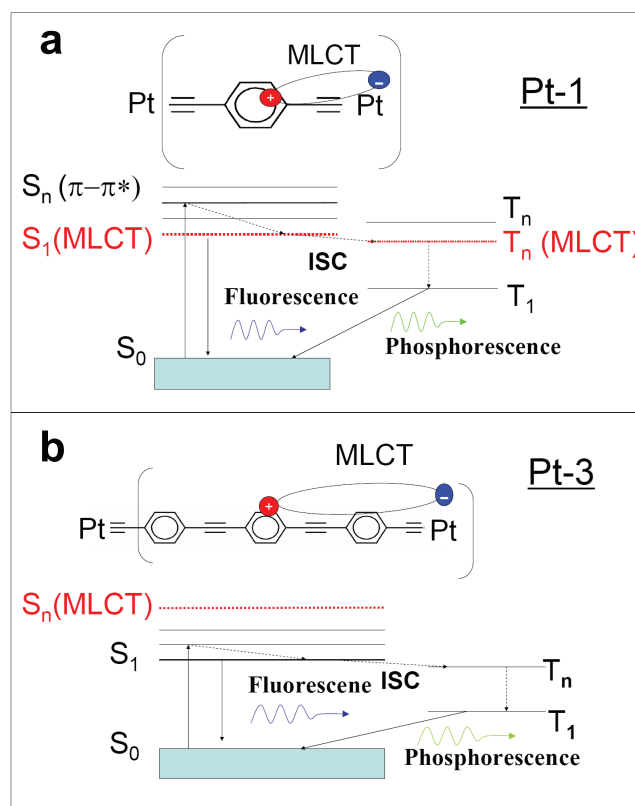 a
MLCT
Pt-1
Pt
+
−
Pt
Sn (π−π*)
S1(MLCT)
Tn
Tn (MLCT)
ISC
Fluorescence
T1
S0
Phosphorescence
b
MLCT
Pt-3
+
−
Pt
Pt
Sn(MLCT)
S1
Tn
ISC
Fluorescene
T1
S0
Phosphorescence